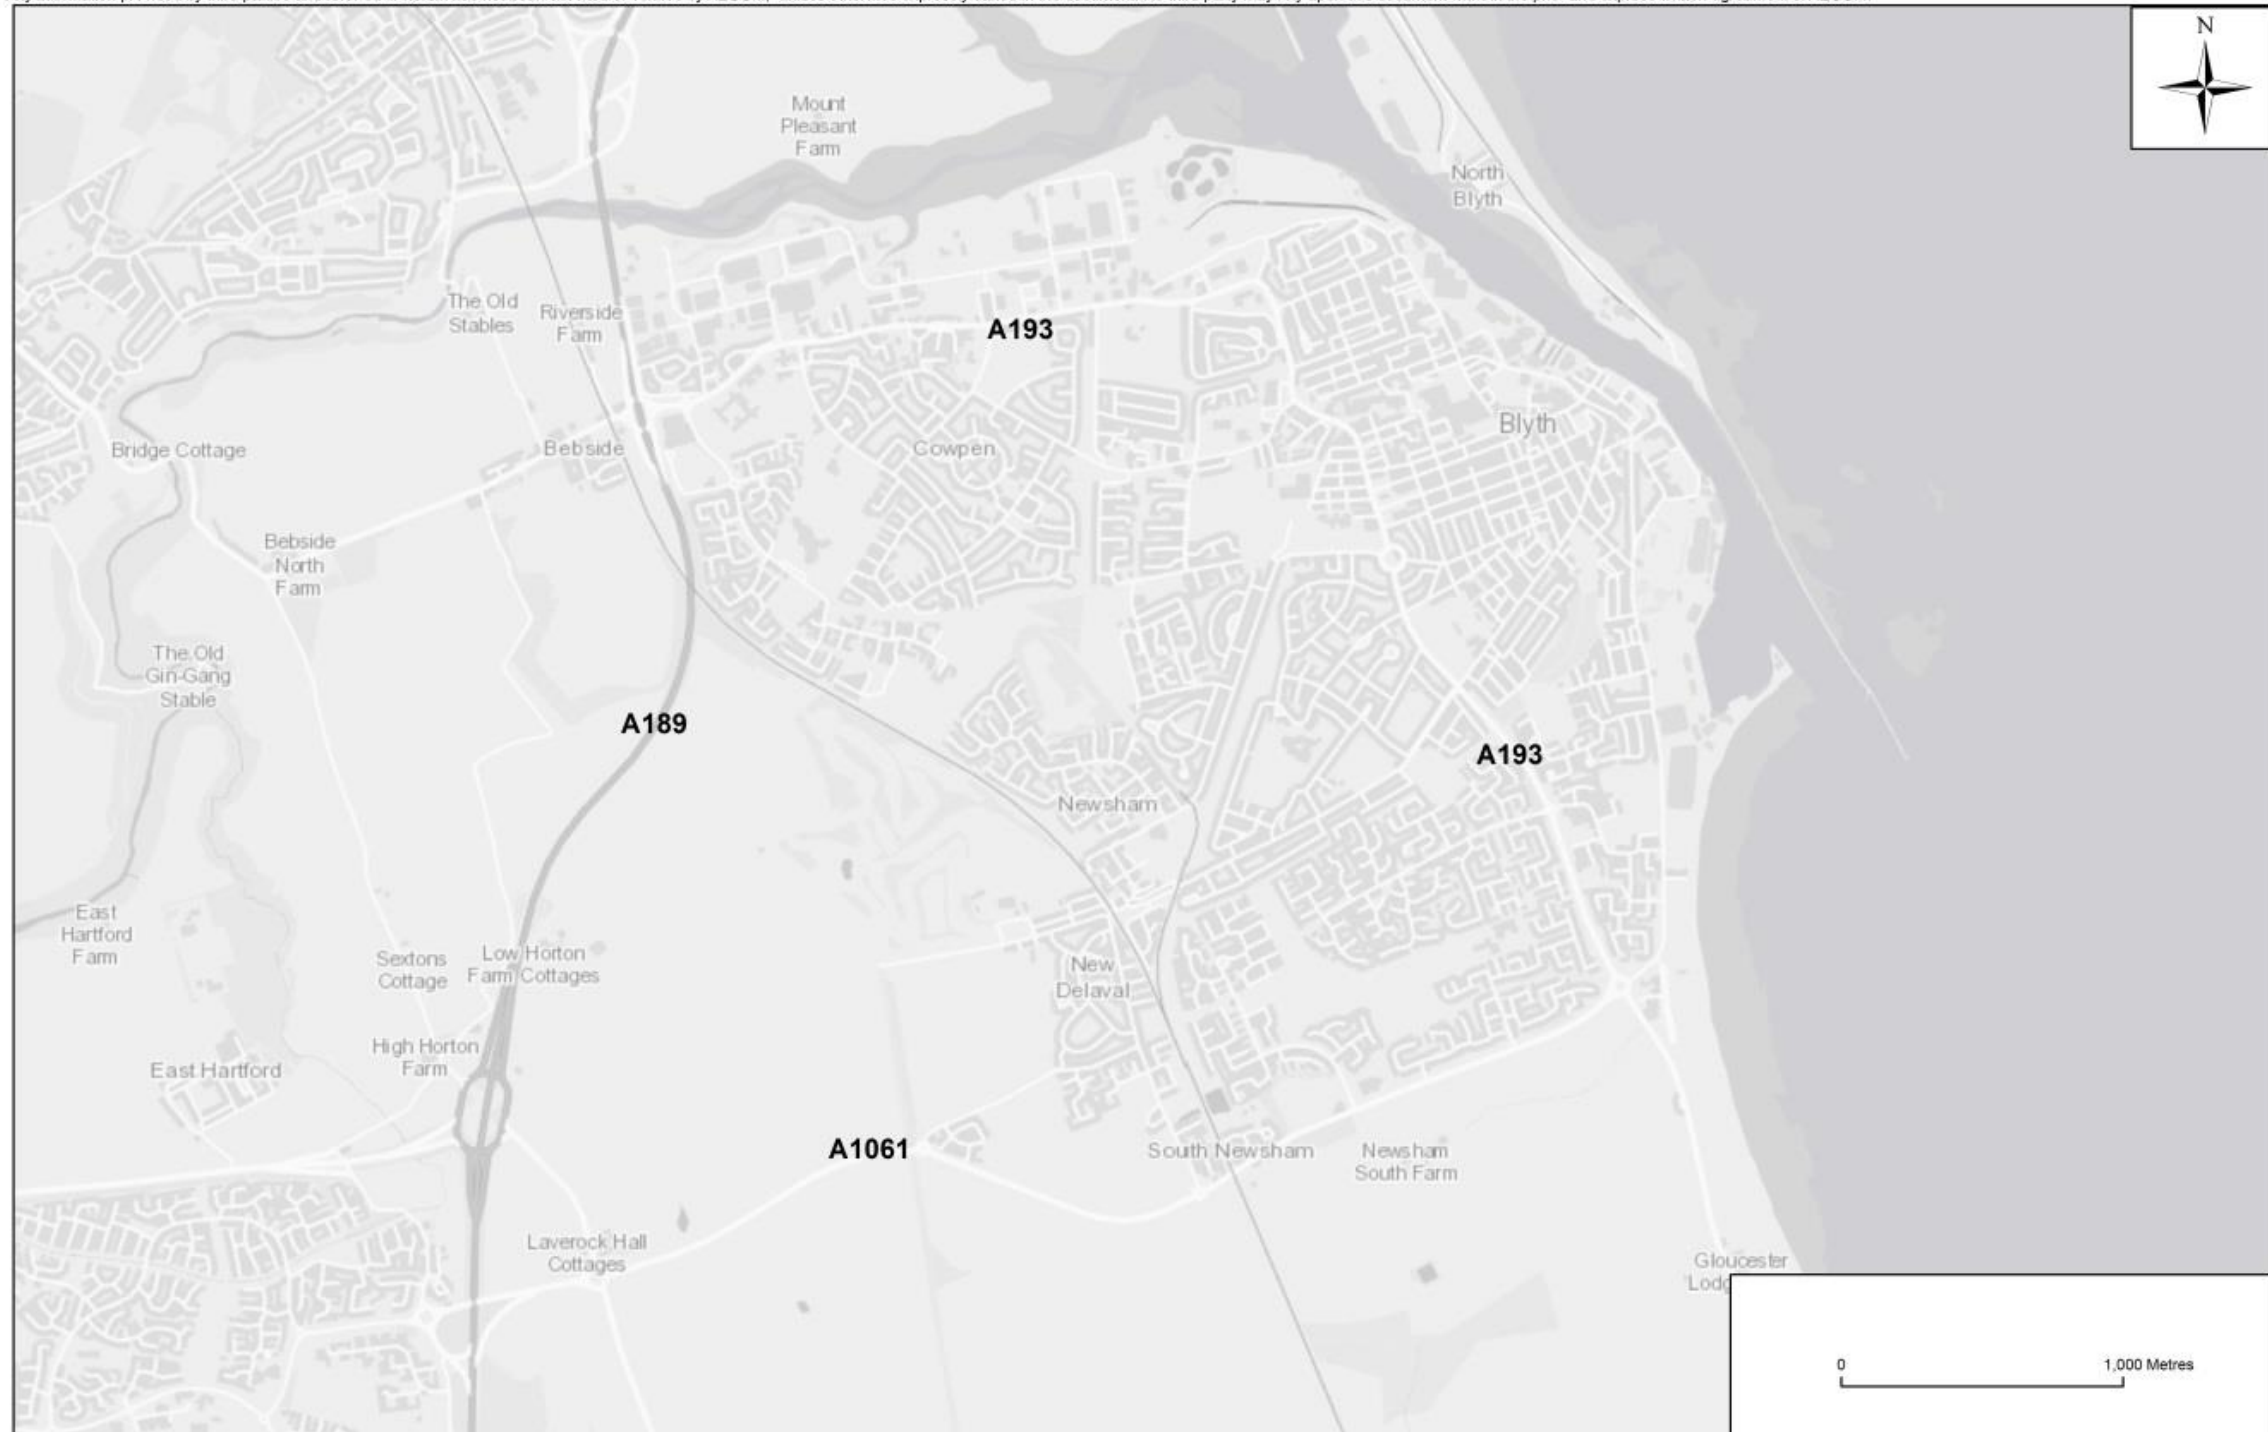 N
Mount
Pleasant
Farm
North
Blyth
The Old
Stables
Riverside
Farm
A193
Blyth
Bridge Cottage
Bebside
Cowpen
Bebside
North
Farm
The Old
Gin-Gang
Stable
A189
A193
Newsham
East
Hartford
Farm
Sextons
Cottage
Low Horton
Farm Cottages
New
Delaval
High Horton
Farm
East Hartford
A1061
South Newsham
Newsham
South Farm
Laverock Hall
Cottages
Gloucester
0
1,000 Metres